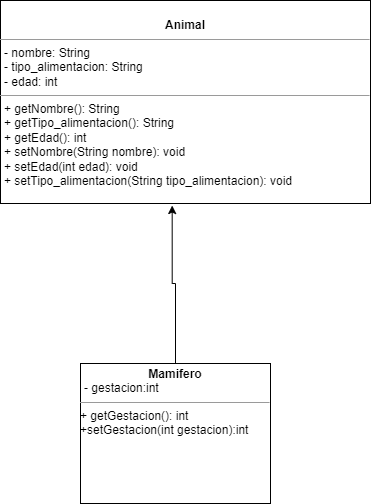 Animal
- nombre: String
- tipo_alimentacion: String
- edad: int
+ getNombre(): String
+ getTipo_alimentacion(): String
+ getEdad(): int
+ setNombre(String nombre): void
+ setEdad(int edad): void
+ setTipo_alimentacion(String tipo_alimentacion): void
Mamifero
- gestacion:int
+ getGestacion(): int
+setGestacion(int gestacion):int